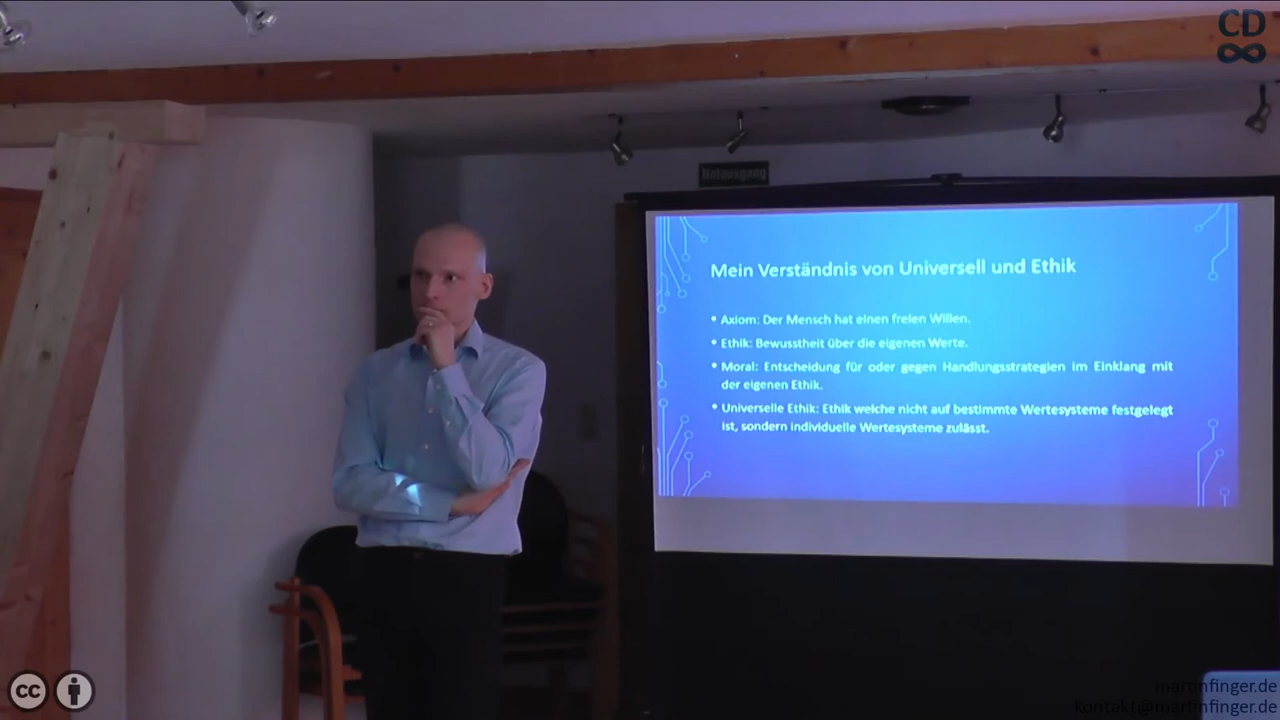 CD
Notausgang
Mein Verständnis von Universell und Ethik
• Axiom: Der Mensch hat einen freien Willen.
• Ethik: Bewusstheit über die eigenen Werte.
• Moral: Entscheidung für oder gegen Handlungsstrategien im Einklang mit
der eigenen Ethik.
• Universelle Ethik: Ethik welche nicht auf bestimmte Wertesysteme festgelegt
ist, sondern individuelle Wertesysteme zulässt.
cc
martinfinger.de
kontakt@martinfinger.de